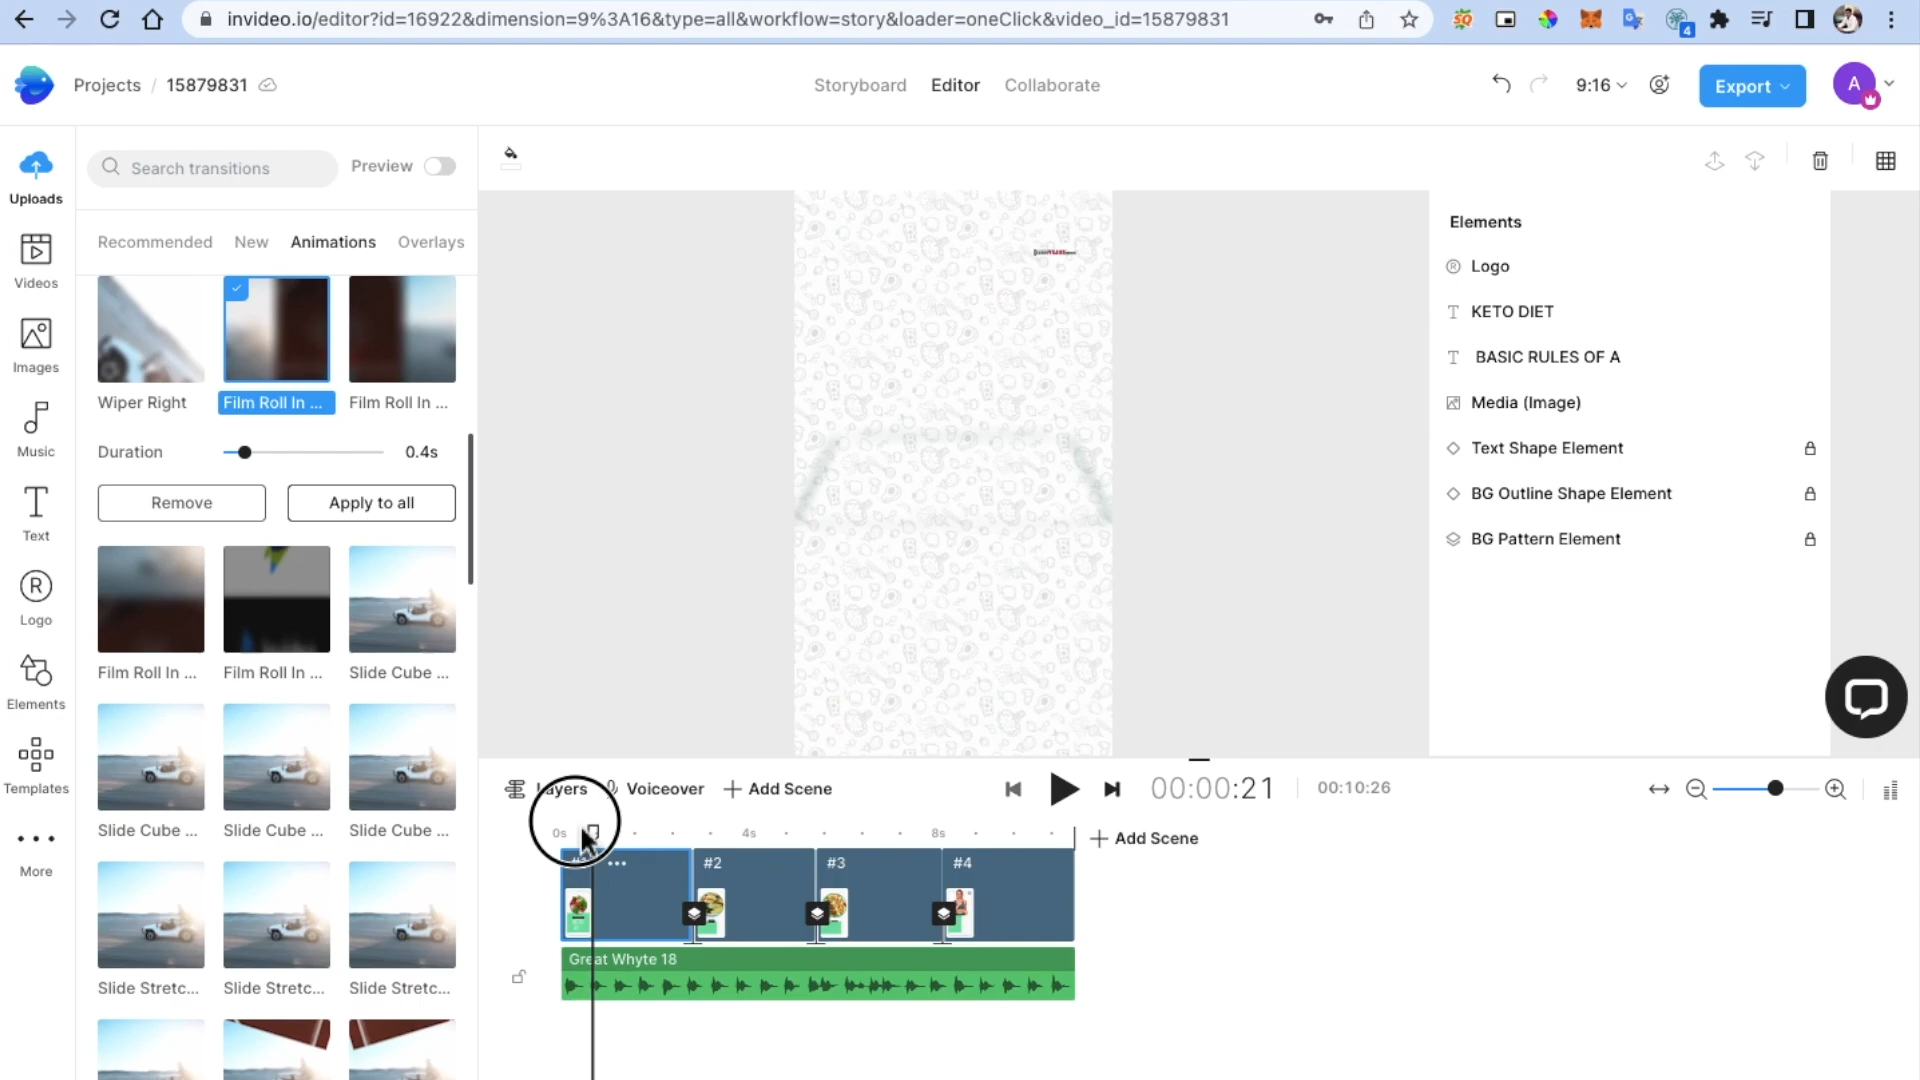 invideo.io/editor?id=16922&dimension=9%3A16&type=all&workflow=story&loader=oneClick&video_id=15879831
SQ
4
Projects / 15879831
Storyboard Editor Collaborate
9:16
Export
A
Search transitions
Preview
Recommended New Animations Overlays
Uploads
Videos
Images
Music
Text
Logo
Elements
Templates
More
Wiper Right
Film Roll In ...
Film Roll In ...
Duration
0.4s
Remove
Apply to all
Film Roll In ...
Film Roll In ...
Slide Cube ...
Slide Cube ...
Slide Cube ...
Slide Cube ...
Slide Stretc...
Slide Stretc...
Slide Stretc...
Elements
Logo
KETO DIET
BASIC RULES OF A
Media (Image)
Text Shape Element
BG Outline Shape Element
BG Pattern Element
Layers
Voiceover
Add Scene
00:00:21
00:10:26
0s
4s
8s
Add Scene
#2
#3
#4
Great Whyte 18